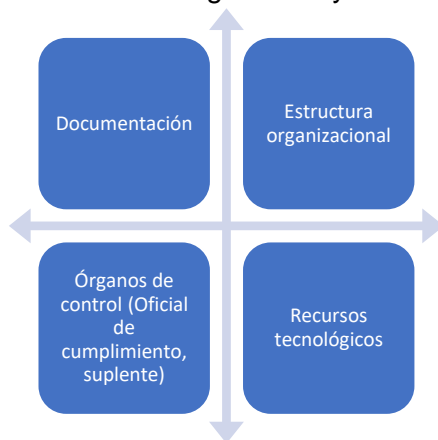 Documentación
Estructura
organizacional
Órganos de
control (Oficial
de
cumplimiento,
suplente)
Recursos
tecnológicos